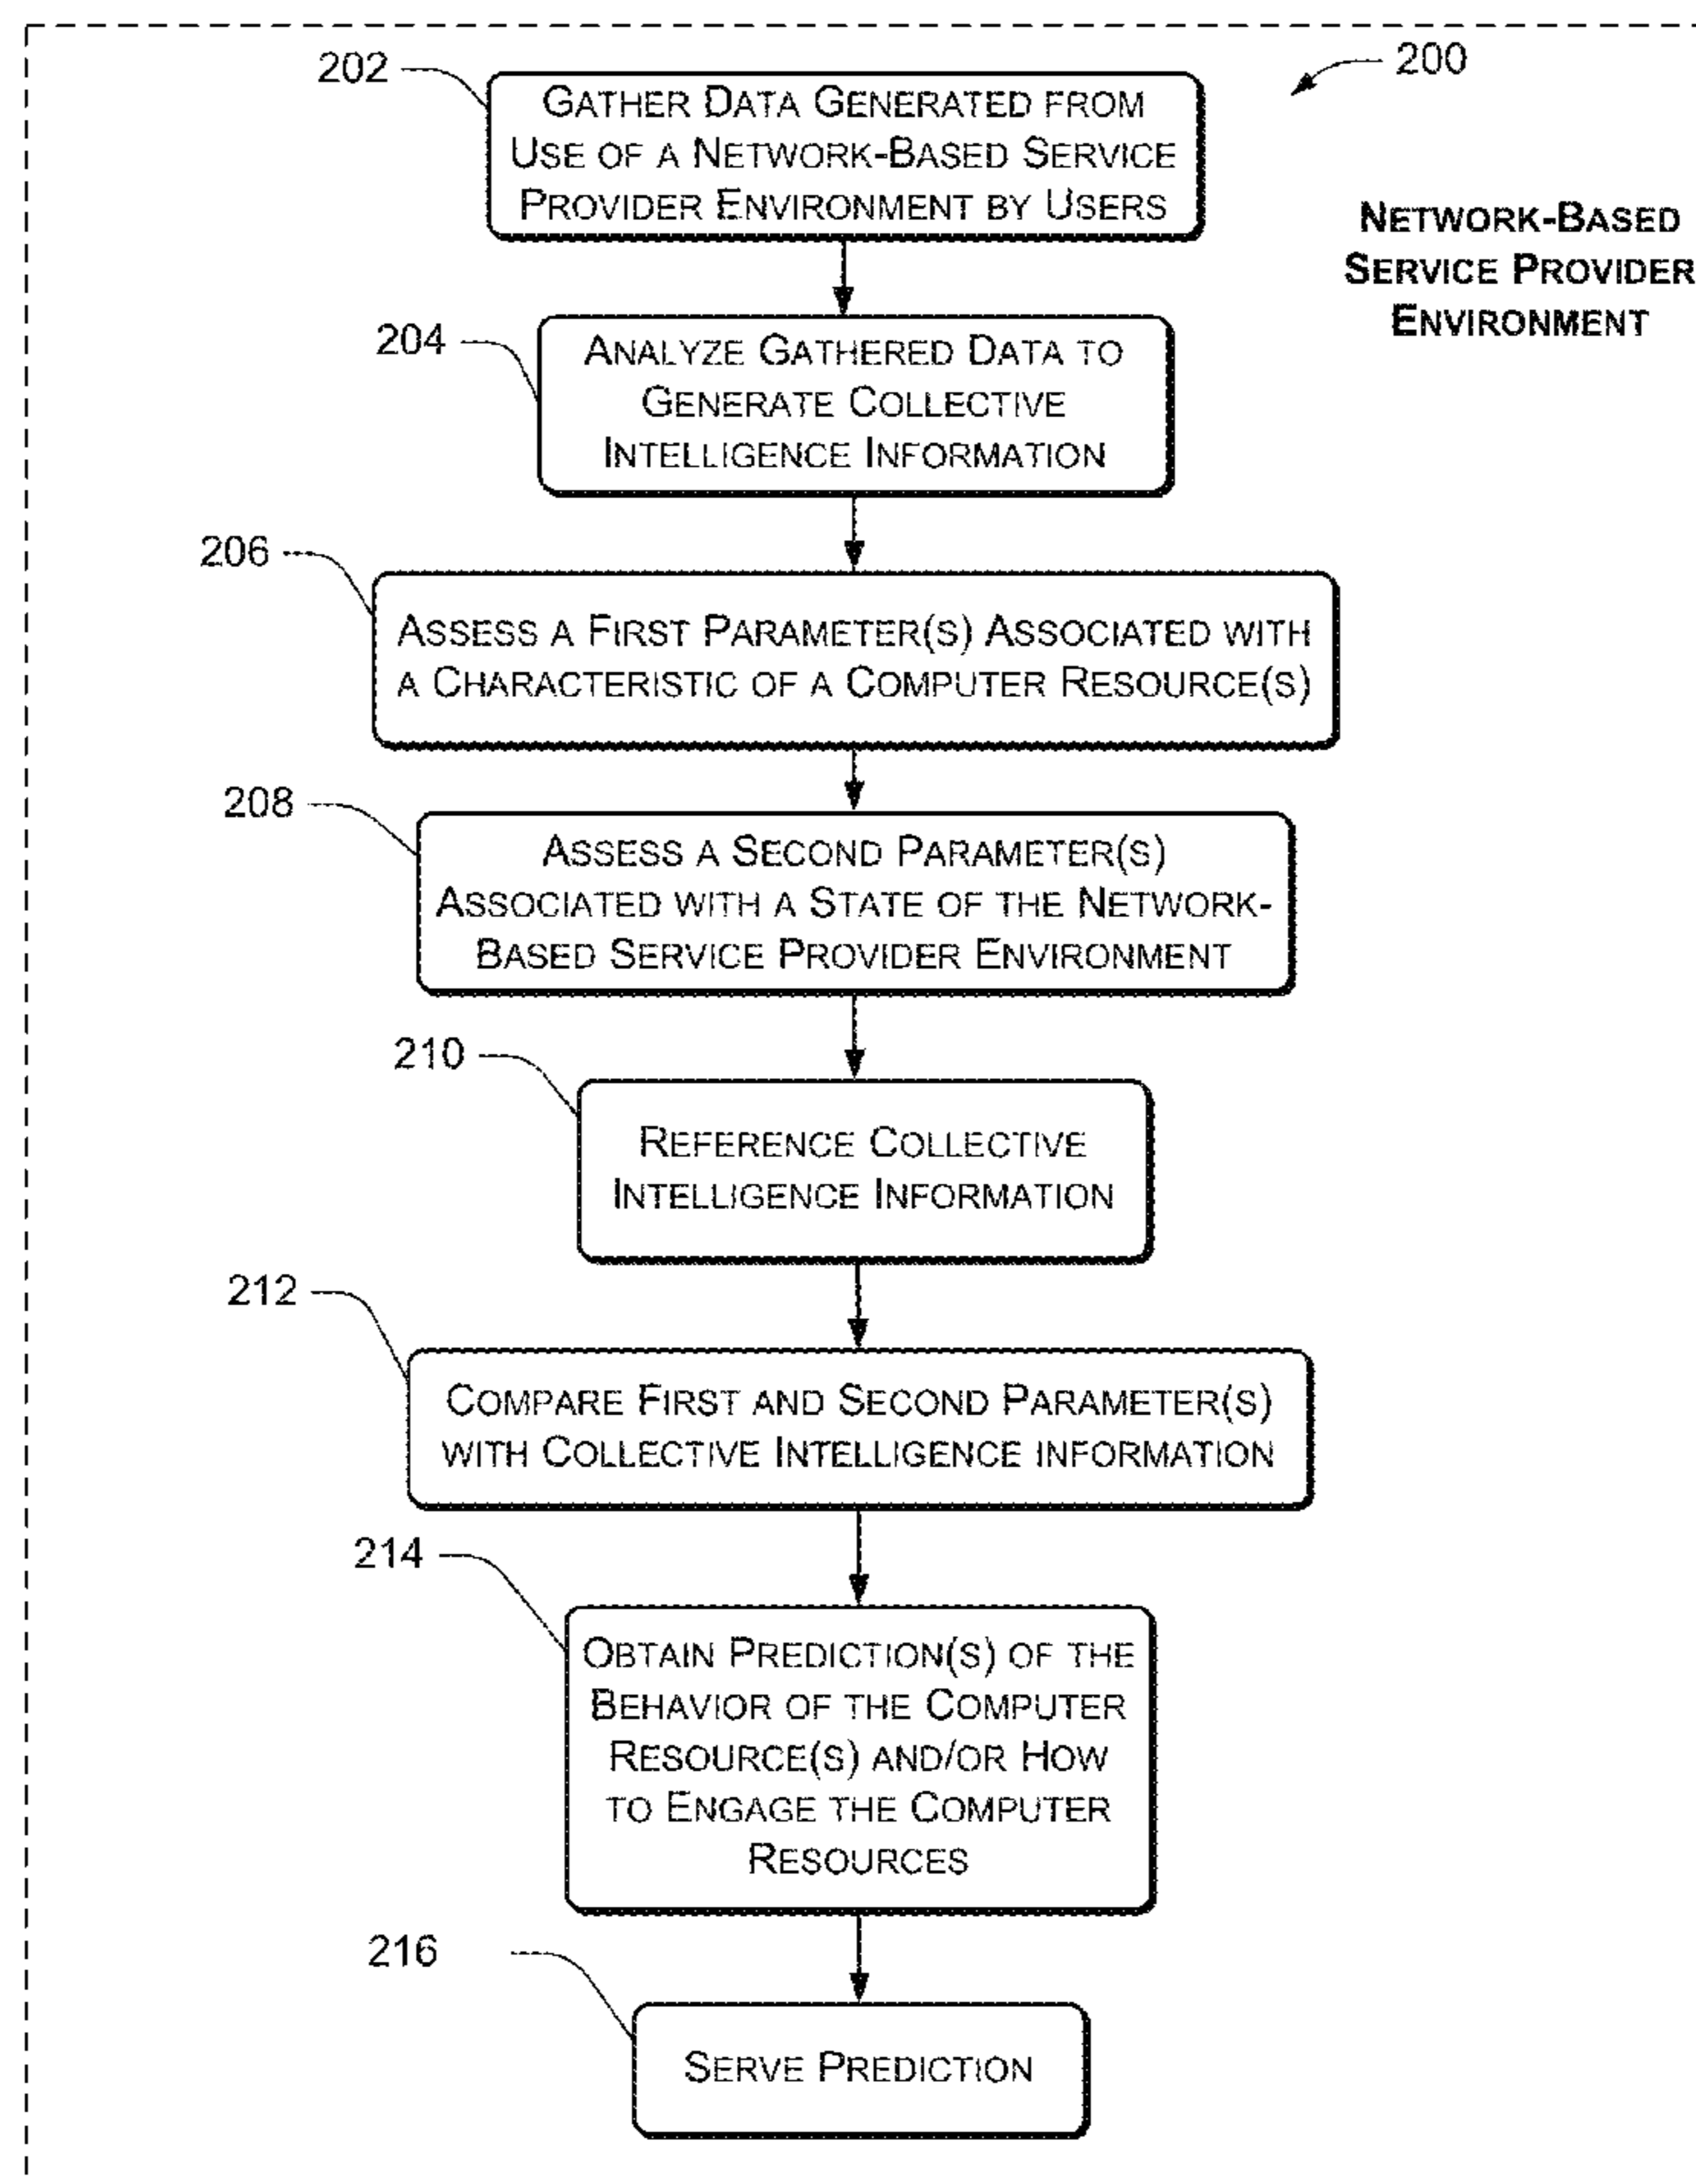 200
NETWORK-BASED
SERVICE PROVIDER
ENVIRONMENT
202
GATHER DATA GENERATED FROM
USE OF A NETWORK-BASED SERVICE
PROVIDER ENVIRONMENT BY USERS
204
ANALYZE GATHERED DATA TO
GENERATE COLLECTIVE
INTELLIGENCE INFORMATION
206
ASSESS A FIRST PARAMETER(S) ASSOCIATED WITH
A CHARACTERISTIC OF A COMPUTER RESOURCE(S)
208
ASSESS A SECOND PARAMETER(S)
ASSOCIATED WITH A STATE OF THE NETWORK-
BASED SERVICE PROVIDER ENVIRONMENT
210
REFERENCE COLLECTIVE
INTELLIGENCE INFORMATION
212
COMPARE FIRST AND SECOND PARAMETER(S)
WITH COLLECTIVE INTELLIGENCE INFORMATION
214
OBTAIN PREDICTION(S) OF THE
BEHAVIOR OF THE COMPUTER
RESOURCE(S) AND/OR HOW
TO ENGAGE THE COMPUTER
RESOURCES
216
SERVE PREDICTION